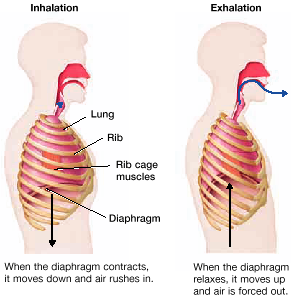 Inhalation
Exhalation
Lung
Rib
Rib cage
muscles
Diaphragm
When the diaphragm contracts,
it moves down and air rushes in.
When the diaphragm
relaxes, it moves up
and air is forced out.